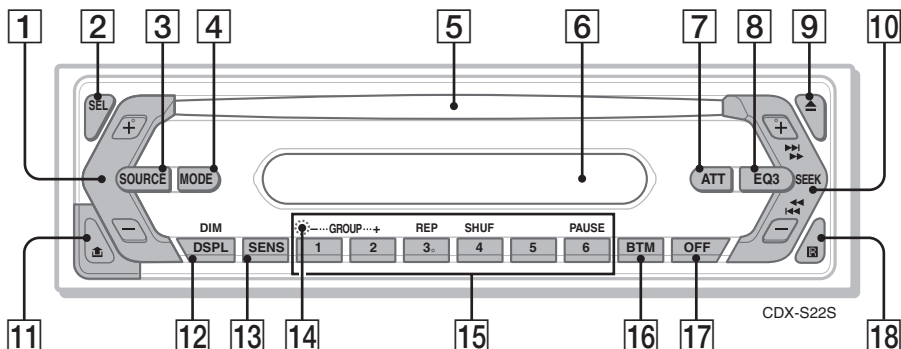 1 2 3 4 5 6 7 8 9 10
SEL
SOURCE MODE ATT EQ3 SEEK
DIM – GROUP + REP SHUF PAUSE
DSPL SENS 1 2 3 4 5 6 BTM OFF R
CDX-S22S
11 12 13 14 15 16 17 18